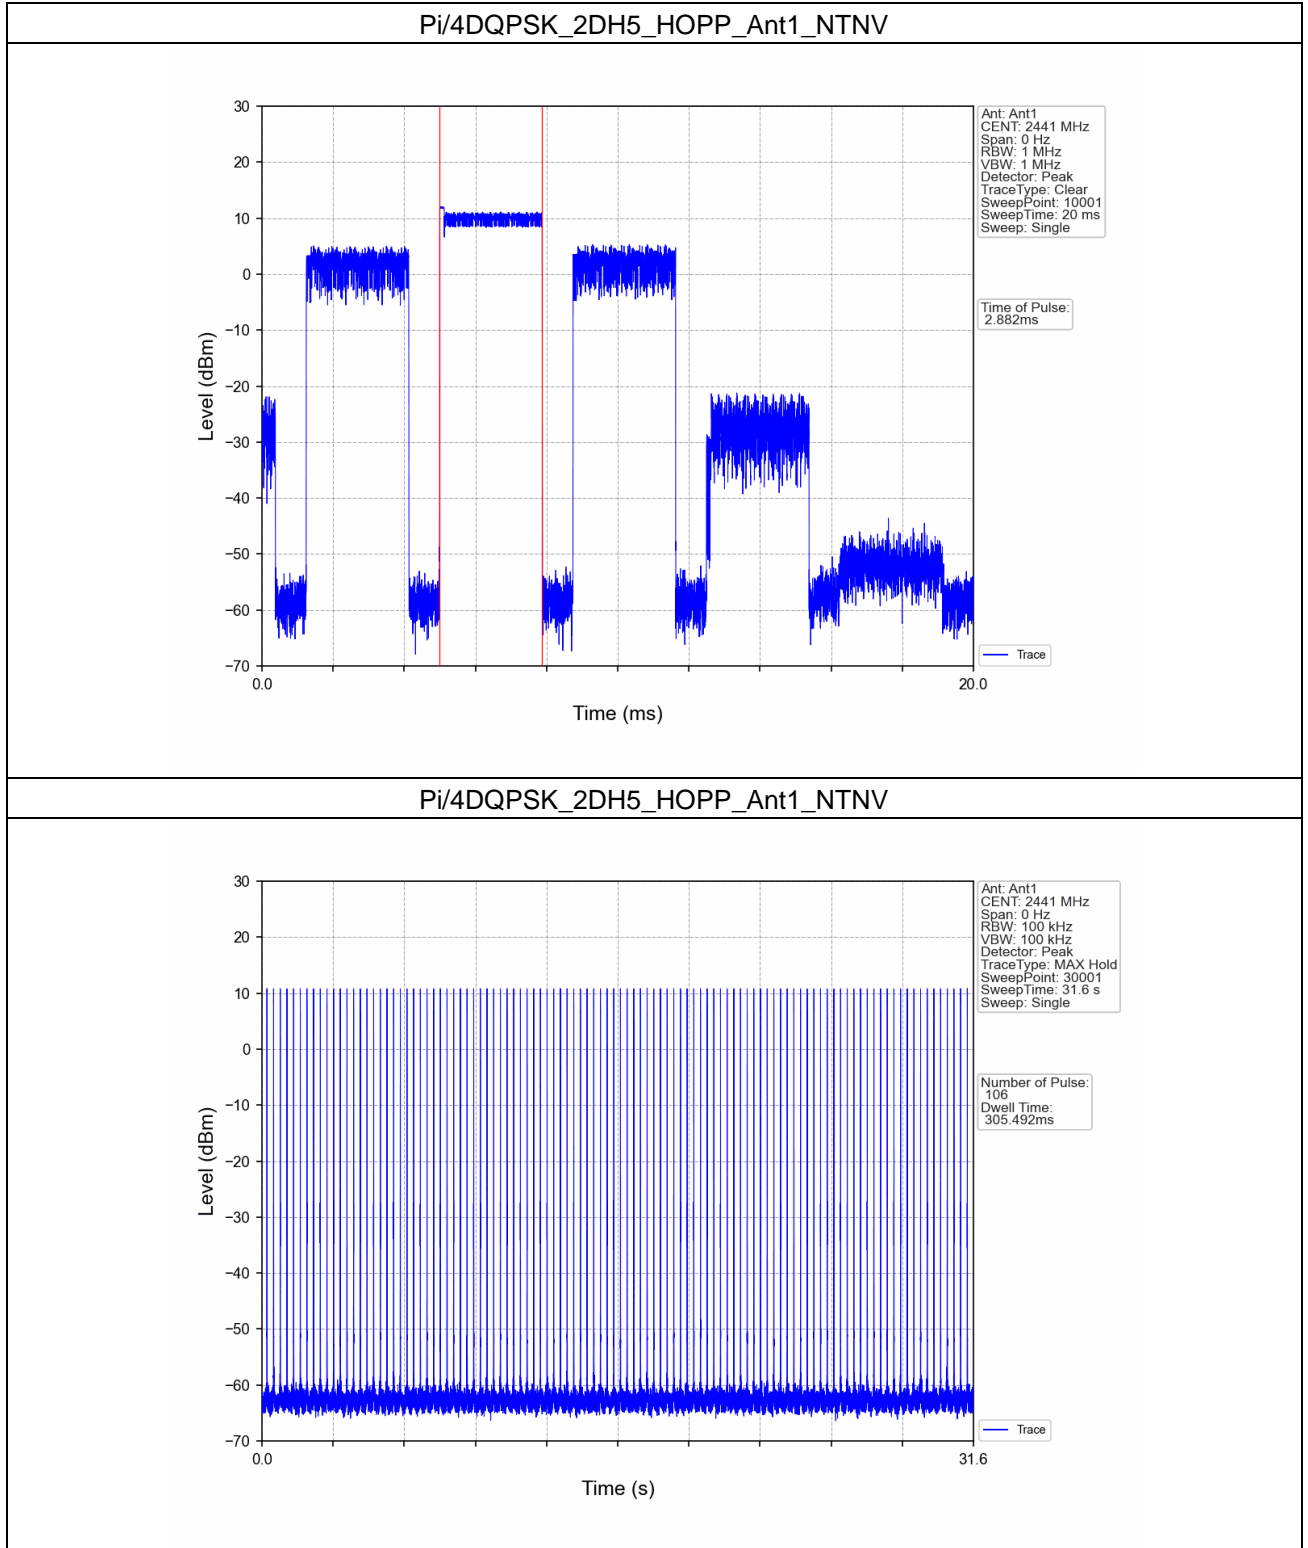 Pi/4DQPSK_2DH5_HOPP_Ant1_NTNV
30
20
10
0
−10
−20
−30
−40
−50
−60
−70
Level (dBm)
0.0
20.0
Time (ms)
Ant: Ant1
CENT: 2441 MHz
Span: 0 Hz
RBW: 1 MHz
VBW: 1 MHz
Detector: Peak
TraceType: Clear
SweepPoint: 10001
SweepTime: 20 ms
Sweep: Single
Time of Pulse:
2.882ms
Trace
Pi/4DQPSK_2DH5_HOPP_Ant1_NTNV
30
20
10
0
−10
−20
−30
−40
−50
−60
−70
Level (dBm)
0.0
31.6
Time (s)
Ant: Ant1
CENT: 2441 MHz
Span: 0 Hz
RBW: 100 kHz
VBW: 100 kHz
Detector: Peak
TraceType: MAX Hold
SweepPoint: 30001
SweepTime: 31.6 s
Sweep: Single
Number of Pulse:
106
Dwell Time:
305.492ms
Trace